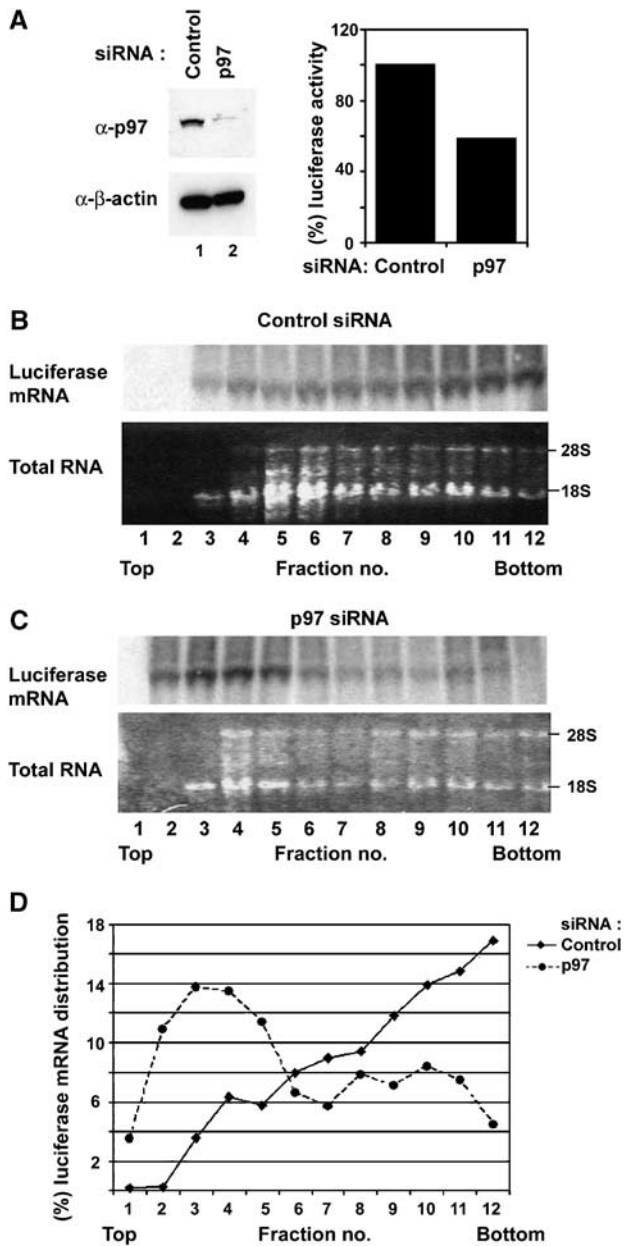 A
siRNA :
Control
p97
α-p97
α-β-actin
1 2
(%) luciferase activity
120
80
40
0
siRNA: Control p97
B
Control siRNA
Luciferase
mRNA
Total RNA
28S
18S
1 2 3 4 5 6 7 8 9 10 11 12
Top Fraction no. Bottom
C
p97 siRNA
Luciferase
mRNA
Total RNA
28S
18S
1 2 3 4 5 6 7 8 9 10 11 12
Top Fraction no. Bottom
D
(%) luciferase mRNA distribution
18
14
10
6
2
siRNA :
Control
p97
1 2 3 4 5 6 7 8 9 10 11 12
Top Fraction no. Bottom